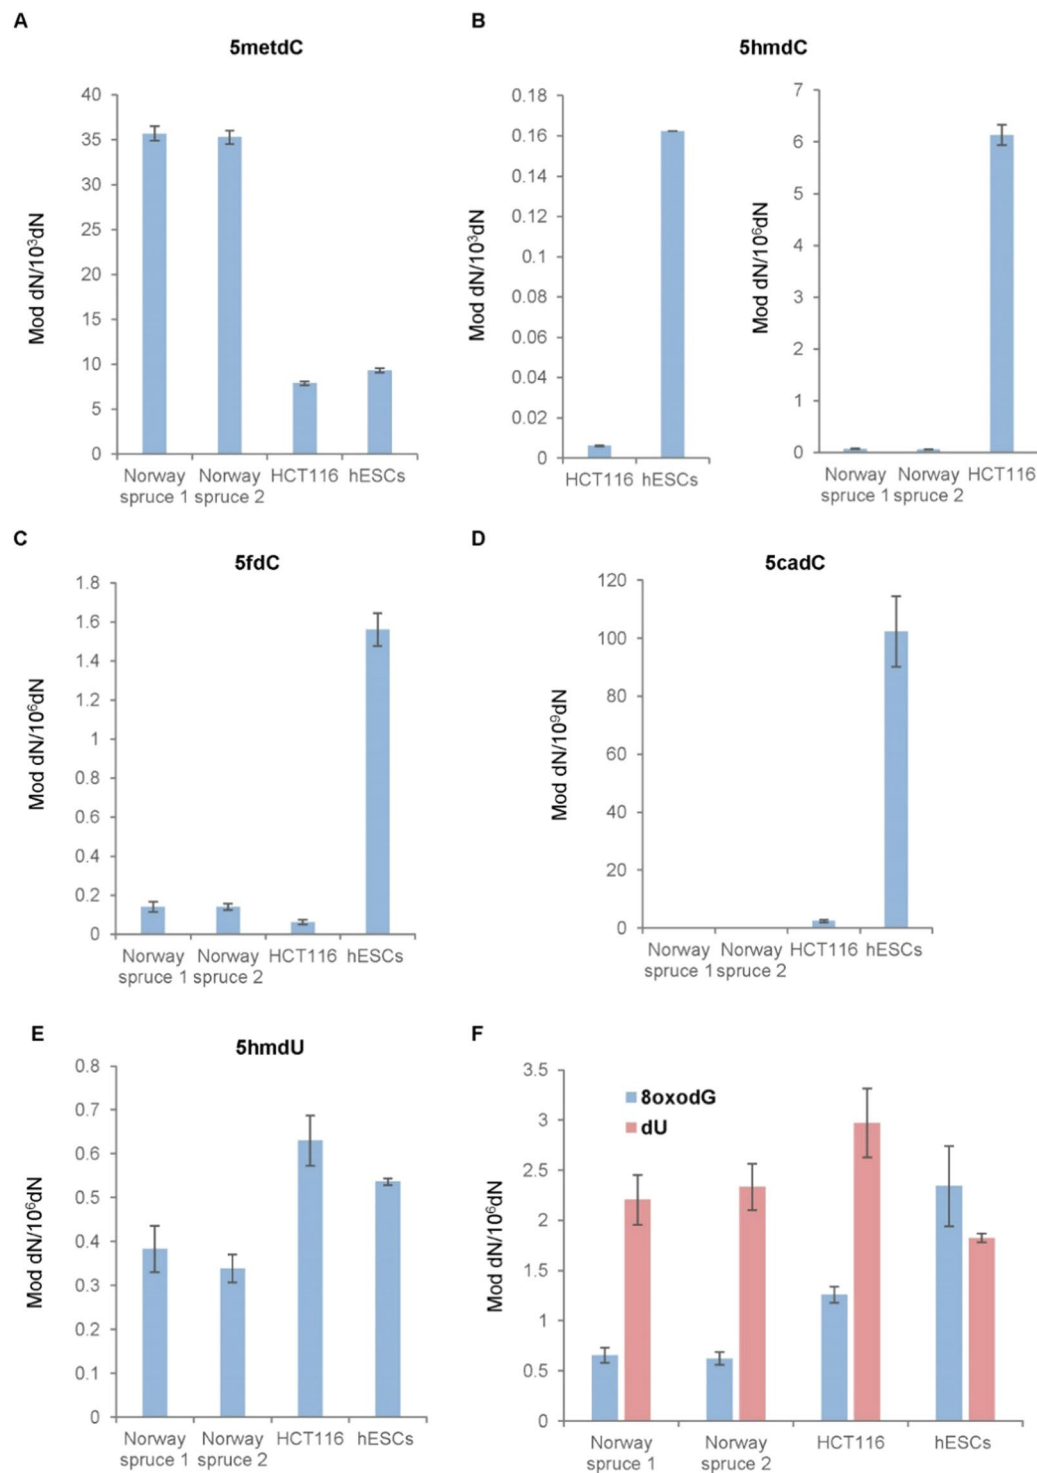 A
5metdC
Mod dN/10³dN
40
35
30
25
20
15
10
5
0
Norway spruce 1
Norway spruce 2
HCT116
hESCs
B
5hmdC
Mod dN/10³dN
0.18
0.16
0.14
0.12
0.1
0.08
0.06
0.04
0.02
0
HCT116
hESCs
Mod dN/10⁶dN
7
6
5
4
3
2
1
0
Norway spruce 1
Norway spruce 2
HCT116
C
5fdC
Mod dN/10⁶dN
1.8
1.6
1.4
1.2
1
0.8
0.6
0.4
0.2
0
Norway spruce 1
Norway spruce 2
HCT116
hESCs
D
5cadC
Mod dN/10⁹dN
120
100
80
60
40
20
0
Norway spruce 1
Norway spruce 2
HCT116
hESCs
E
5hmdU
Mod dN/10⁶dN
0.8
0.7
0.6
0.5
0.4
0.3
0.2
0.1
0
Norway spruce 1
Norway spruce 2
HCT116
hESCs
F
8oxodG
dU
Mod dN/10⁶dN
3.5
3
2.5
2
1.5
1
0.5
0
Norway spruce 1
Norway spruce 2
HCT116
hESCs